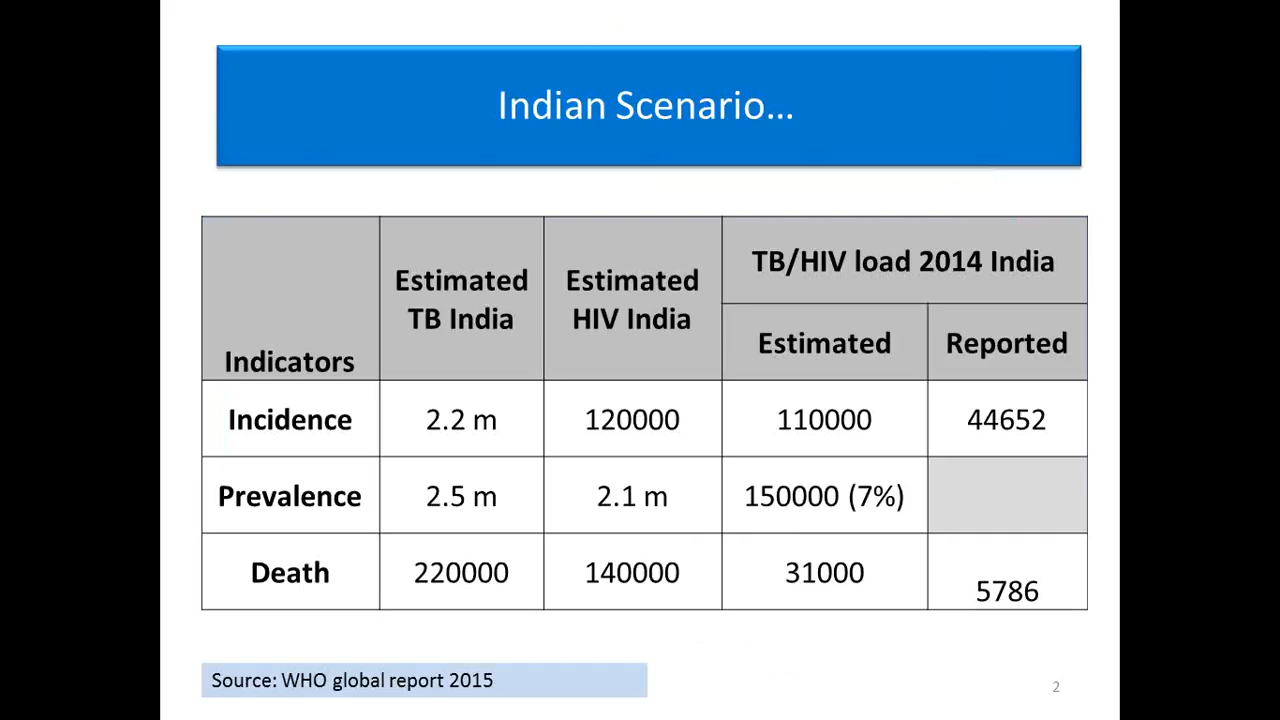 Indian Scenario...
Indicators
Estimated
TB India
Estimated
HIV India
TB/HIV load 2014 India
Estimated
Reported
Incidence 2.2 m 120000 110000 44652
Prevalence 2.5 m 2.1 m 150000 (7%)
Death 220000 140000 31000 5786
Source: WHO global report 2015
2